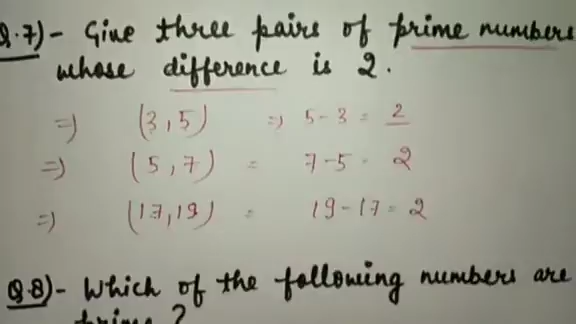 Q.7)- Give three pairs of prime numbers
whose difference is 2.
=) (3,5) =) 5-3 = 2
=) (5,7) = 7-5 = 2
=) (17,19) = 19-17 = 2
Q.8)- Which of the following numbers are
prime ?